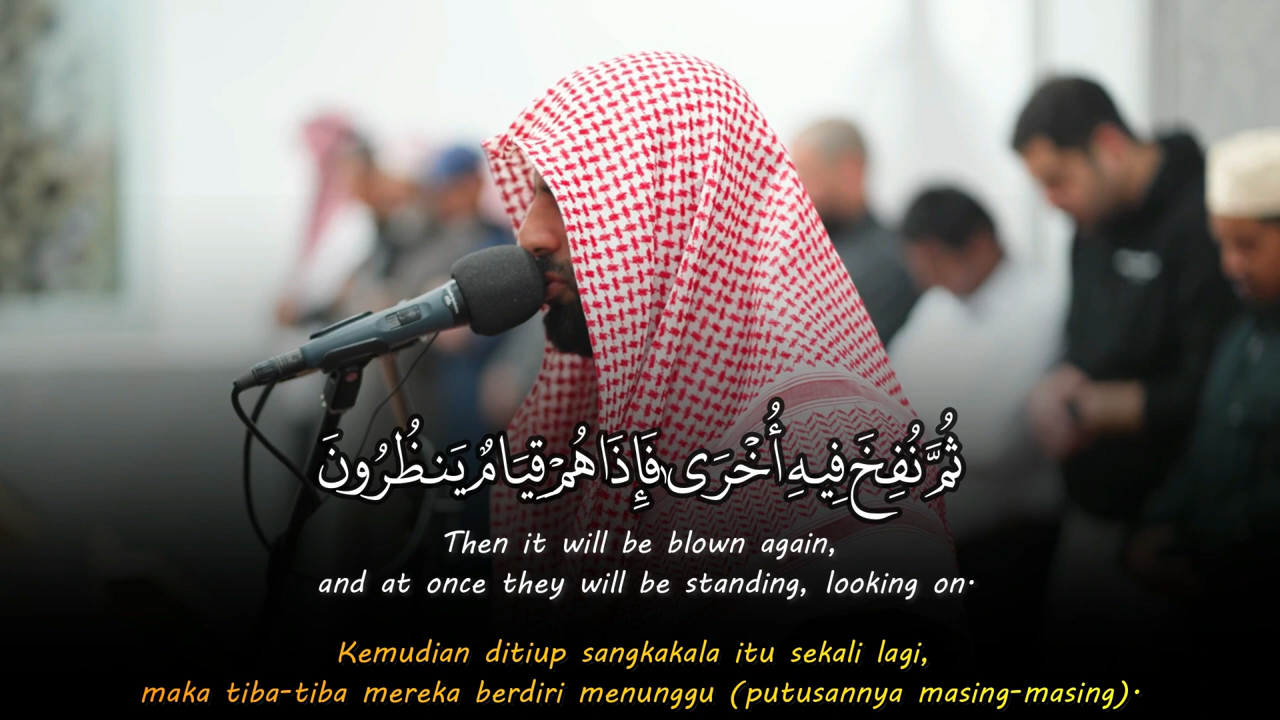 ثُمَّ نُفِخَ فِيهِ أُخْرَى فَإِذَا هُمْ قِيَامٌ يَنظُرُونَ
Then it will be blown again,
and at once they will be standing, looking on.
Kemudian ditiup sangkakala itu sekali lagi,
maka tiba-tiba mereka berdiri menunggu (putusannya masing-masing).